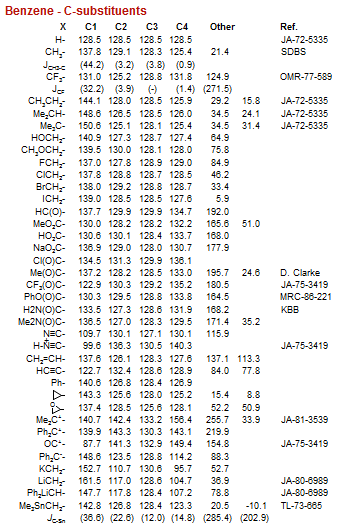 Benzene - C-substituents
X C1 C2 C3 C4 Other Ref.
H- 128.5 128.5 128.5 128.5 JA-72-5335
CH₃- 137.8 129.1 128.3 125.4 21.4 SDBS
(44.2) (3.2) (3.8) (0.9)
CF₃- 131.0 125.2 128.8 131.8 124.9 OMR-77-589
J_CF (32.2) (3.9) (-) (1.4) (271.5)
CH₃CH₂- 144.1 128.0 128.5 125.9 29.2 15.8 JA-72-5335
Me₂CH- 148.6 126.5 128.5 126.0 34.5 24.1 JA-72-5335
Me₃C- 150.6 125.1 128.1 125.4 34.5 31.4 JA-72-5335
HOCH₂- 140.9 127.3 128.7 127.4 64.9
CH₃OCH₂- 139.5 130.0 128.1 128.0 75.8
FCH₂- 137.0 127.8 128.9 129.0 84.9
ClCH₂- 137.8 128.8 128.7 128.5 46.2
BrCH₂- 138.0 129.2 128.8 128.7 33.4
ICH₂- 139.0 128.5 128.5 127.6 5.9
HC(O)- 137.7 129.9 129.9 134.7 192.0
MeO₂C- 130.0 128.2 128.2 132.2 165.6 51.0
HO₂C- 130.6 130.1 128.4 133.7 168.0
NaO₂C- 136.9 129.0 128.0 130.7 177.9
Cl(O)C- 134.5 131.3 129.9 136.1
Me(O)C- 137.2 128.2 128.5 133.0 195.7 24.6 D. Clarke
CF₃(O)C- 122.9 130.3 129.2 135.2 180.5 JA-75-3419
PhO(O)C- 130.3 129.5 128.8 133.8 164.5 MRC-86-221
H2N(O)C- 133.5 127.3 128.6 131.9 168.2 KBB
Me2N(O)C- 136.5 127.0 128.3 129.5 171.4 35.2
N≡C- 109.7 130.1 127.1 130.1 115.9
99.6 136.3 130.5 140.3 JA-75-3419
CH₂=CH- 137.6 126.1 128.3 127.6 137.1 113.3
HC≡C- 122.7 132.4 128.6 128.9 84.0 77.8
Ph- 140.6 126.8 128.4 126.9
143.3 125.6 128.0 125.2 15.4 8.8
O 137.4 128.5 125.6 128.1 52.2 50.9
Me₂C⁺- 140.7 142.4 133.2 156.4 255.7 33.9 JA-81-3539
Ph₂C⁺- 139.9 143.3 130.3 143.1 219.9
OC⁺- 87.7 141.3 132.9 149.4 154.8 JA-75-3419
Ph₂C⁻- 148.6 123.5 128.8 114.2 88.3
KCH₂- 152.7 110.7 130.6 95.7 52.7
LiCH₂- 161.5 117.0 128.6 104.7 36.9 JA-80-6989
Ph₂LiCH- 147.7 117.8 128.4 107.2 78.8 JA-80-6989
Me₃SnCH₂- 142.8 126.8 128.4 123.3 20.5 -10.1 TL-73-665
J_C-Sn (36.6) (22.6) (12.0) (14.8) (285.4) (202.9)